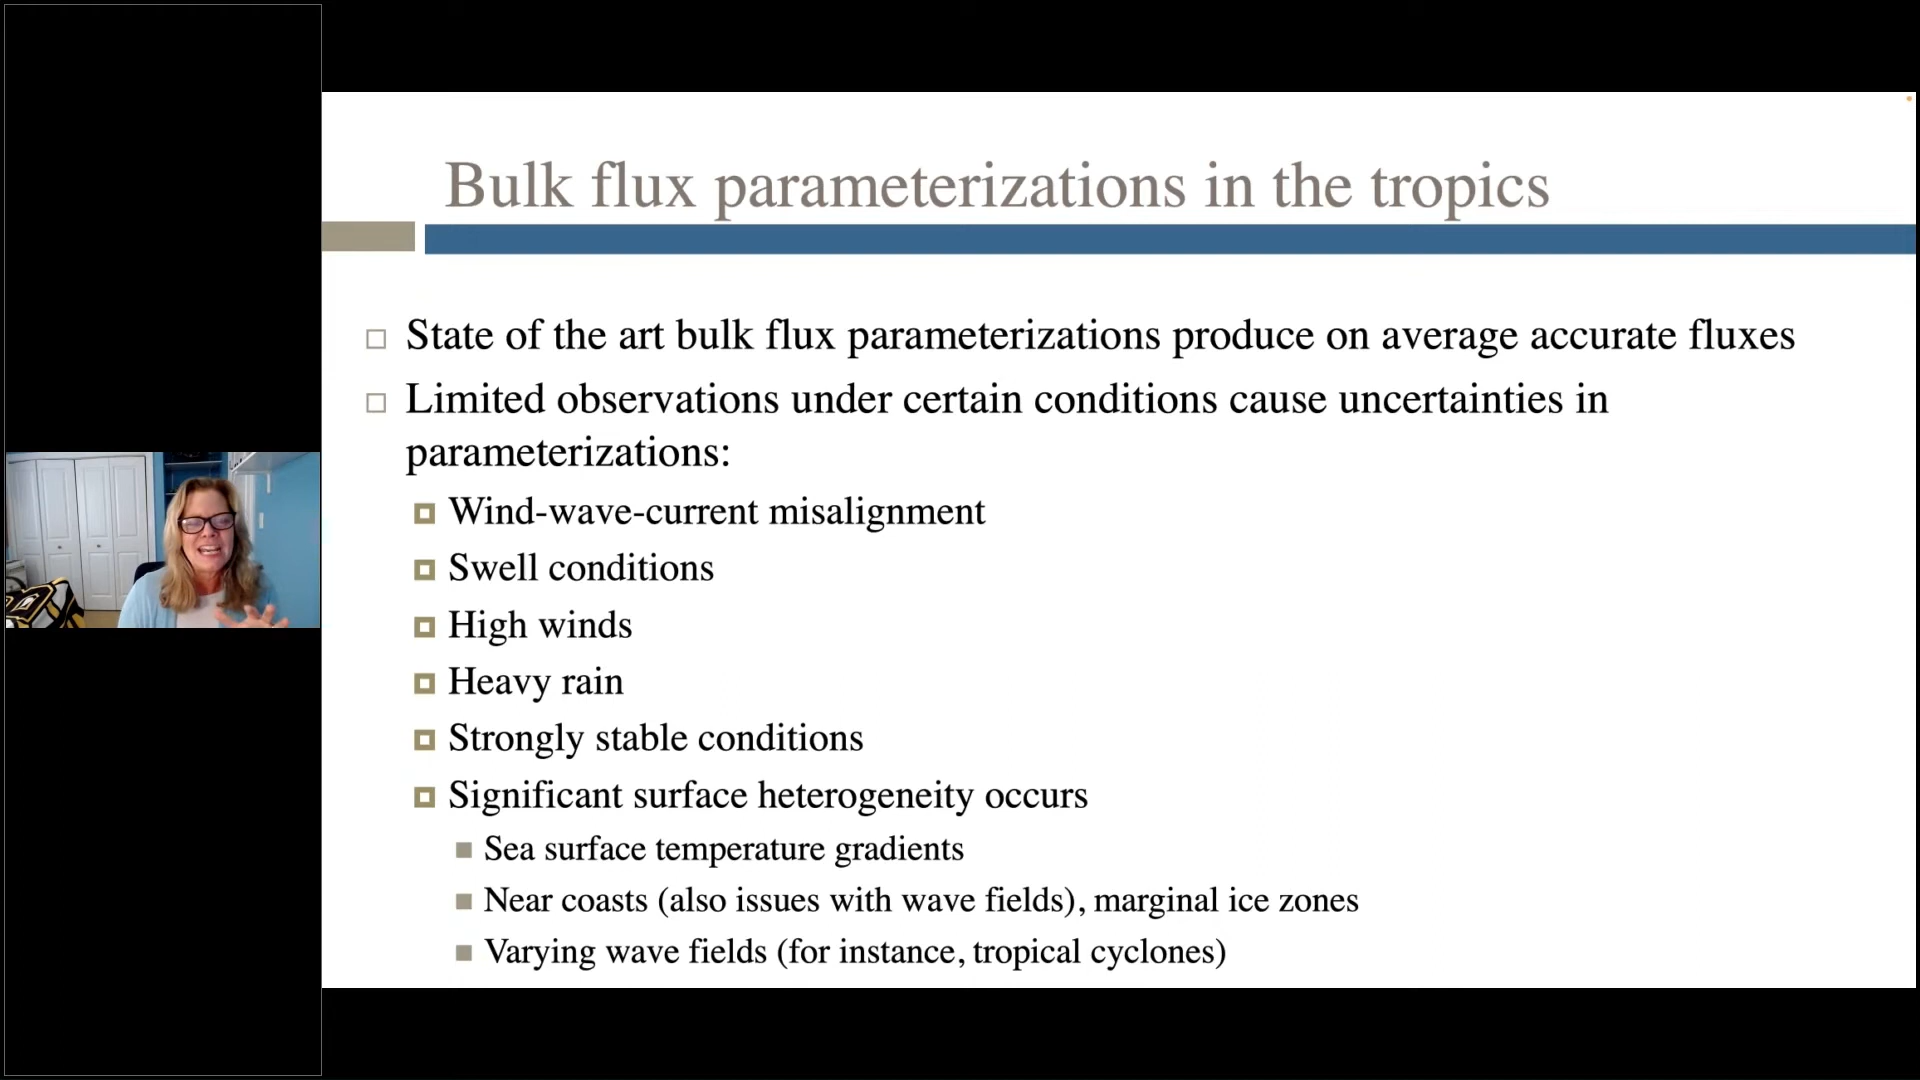 Bulk flux parameterizations in the tropics
State of the art bulk flux parameterizations produce on average accurate fluxes
Limited observations under certain conditions cause uncertainties in
parameterizations:
Wind-wave-current misalignment
Swell conditions
High winds
Heavy rain
Strongly stable conditions
Significant surface heterogeneity occurs
Sea surface temperature gradients
Near coasts (also issues with wave fields), marginal ice zones
Varying wave fields (for instance, tropical cyclones)